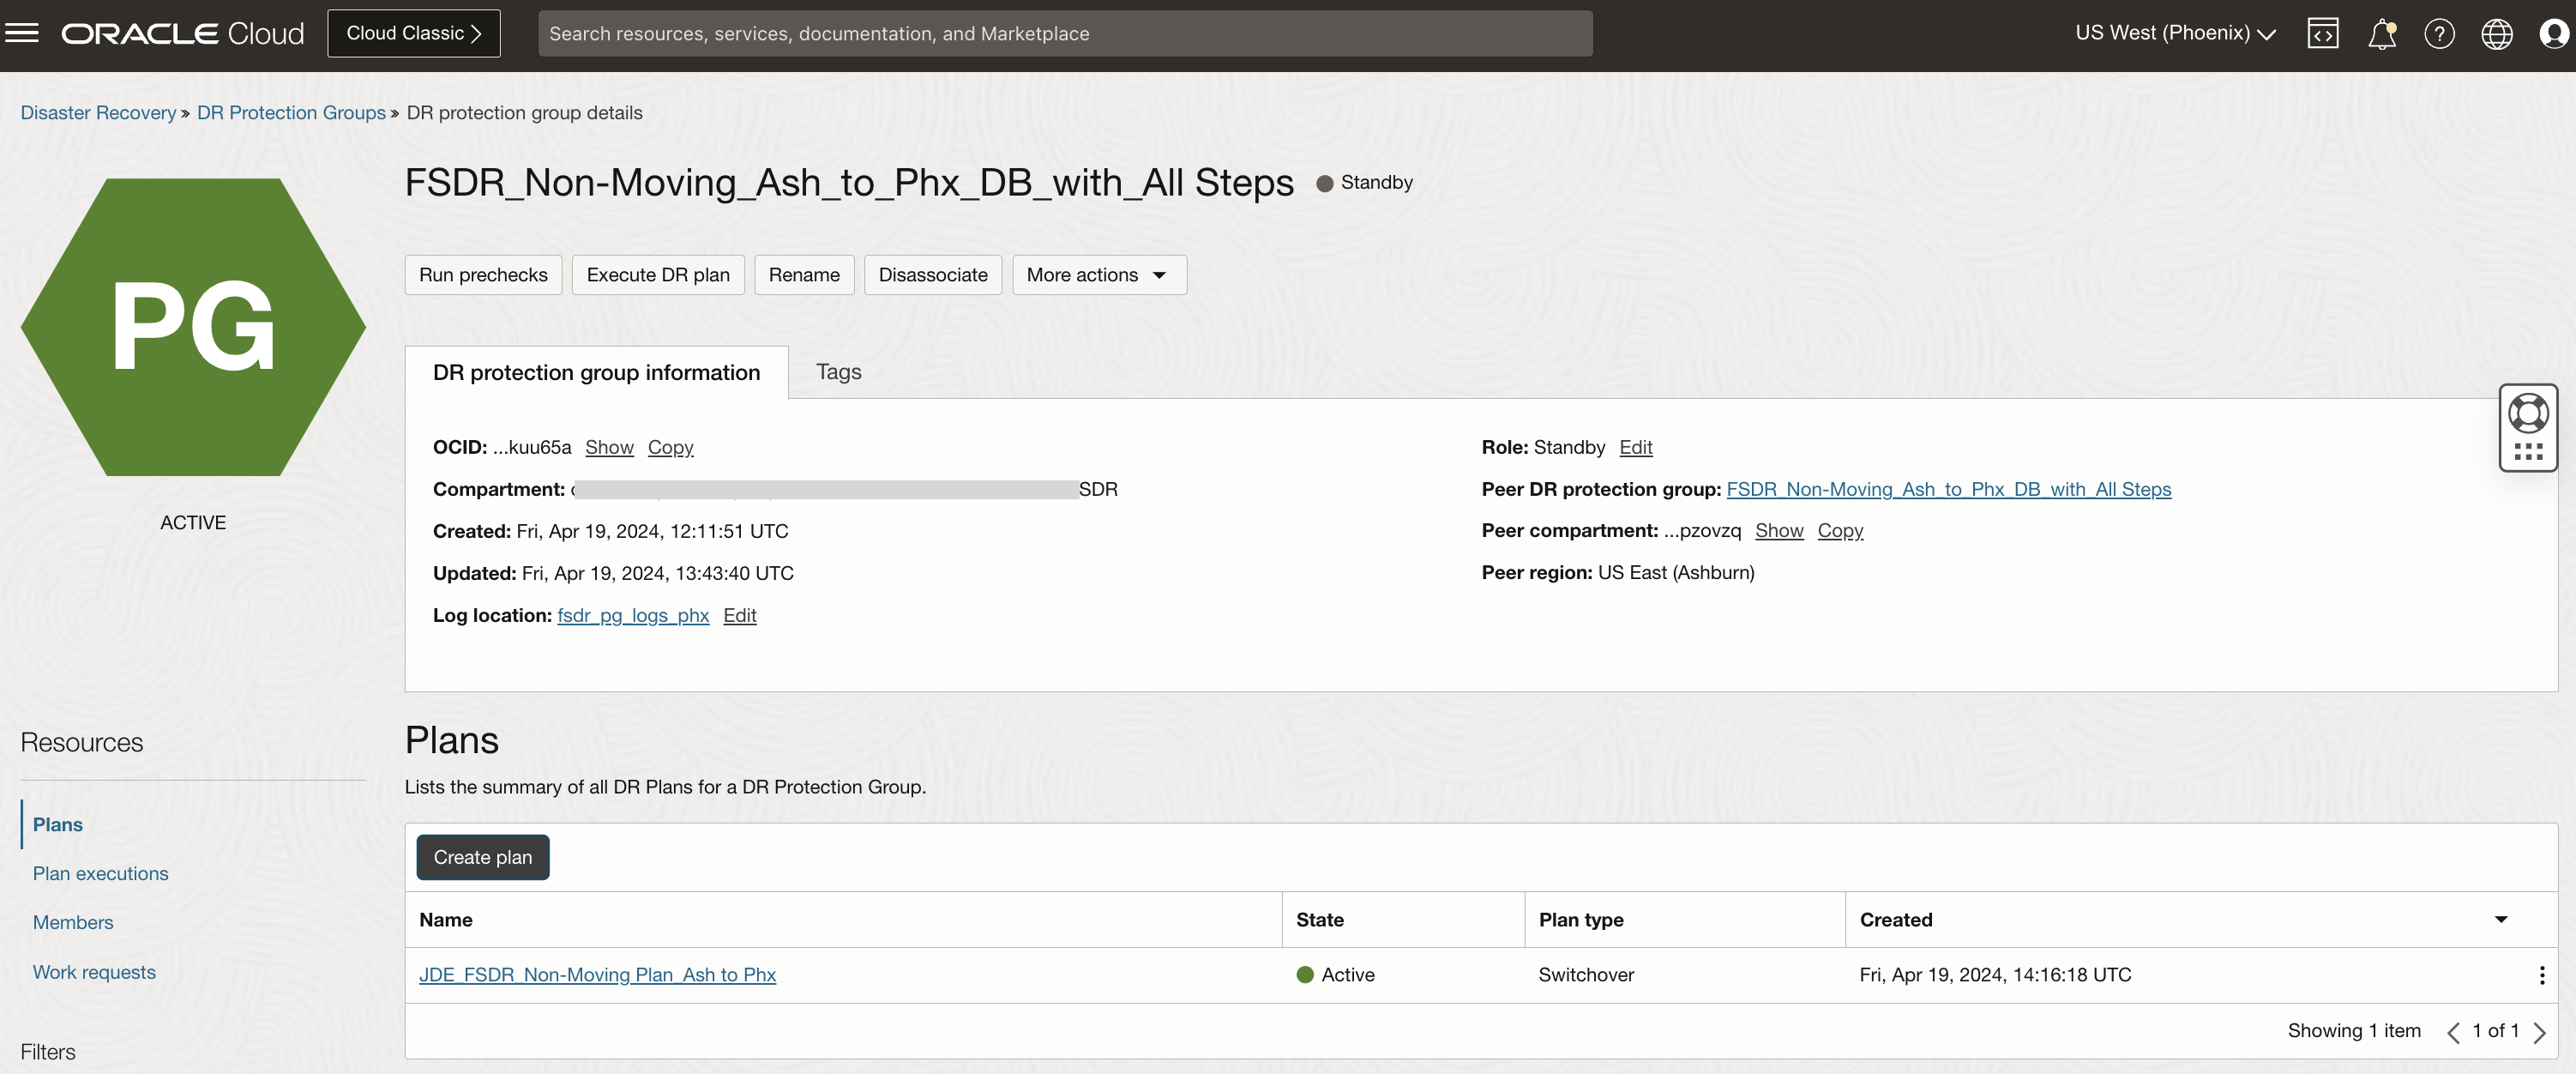 ORACLE Cloud
Cloud Classic
Search resources, services, documentation, and Marketplace
US West (Phoenix)
Disaster Recovery » DR Protection Groups » DR protection group details
PG
ACTIVE
FSDR_Non-Moving_Ash_to_Phx_DB_with_All Steps
Standby
Run prechecks
Execute DR plan
Rename
Disassociate
More actions
DR protection group information
Tags
OCID: ...kuu65a Show Copy
Compartment: SDR
Created: Fri, Apr 19, 2024, 12:11:51 UTC
Updated: Fri, Apr 19, 2024, 13:43:40 UTC
Log location: fsdr_pg_logs_phx Edit
Role: Standby Edit
Peer DR protection group: FSDR_Non-Moving_Ash_to_Phx_DB_with_All Steps
Peer compartment: ...pzovzq Show Copy
Peer region: US East (Ashburn)
Resources
Plans
Plan executions
Members
Work requests
Filters
Plans
Lists the summary of all DR Plans for a DR Protection Group.
Create plan
Name State Plan type Created
JDE_FSDR_Non-Moving Plan_Ash to Phx Active Switchover Fri, Apr 19, 2024, 14:16:18 UTC
Showing 1 item 1 of 1